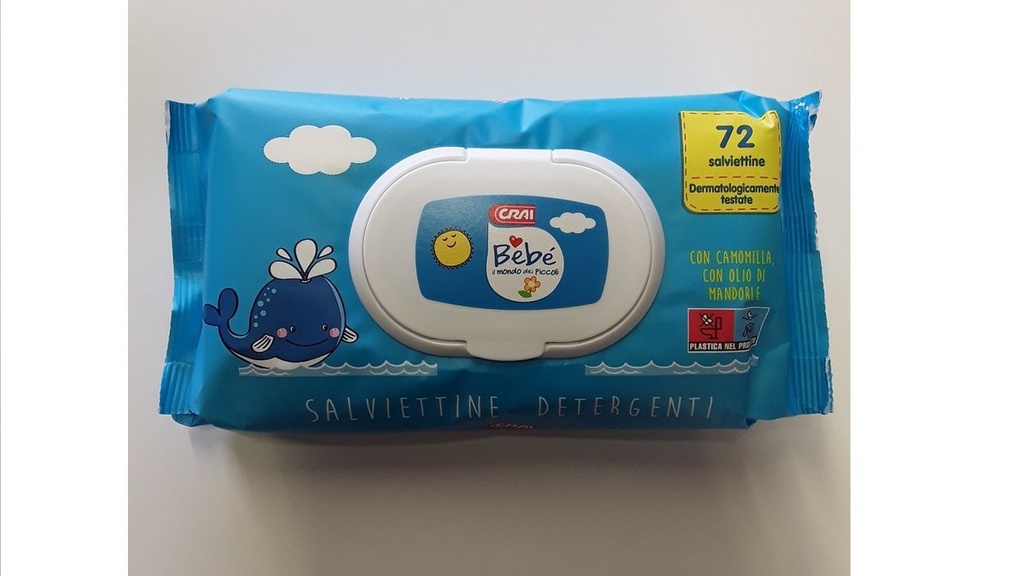 72
salviettine
Dermatologicamente
testate
CRAI
Bebé
il mondo dei Piccoli
CON CAMOMILLA,
CON OLIO DI
MANDORLE
PLASTICA NEL
SALVIETTINE DETERGENTI
CRAI